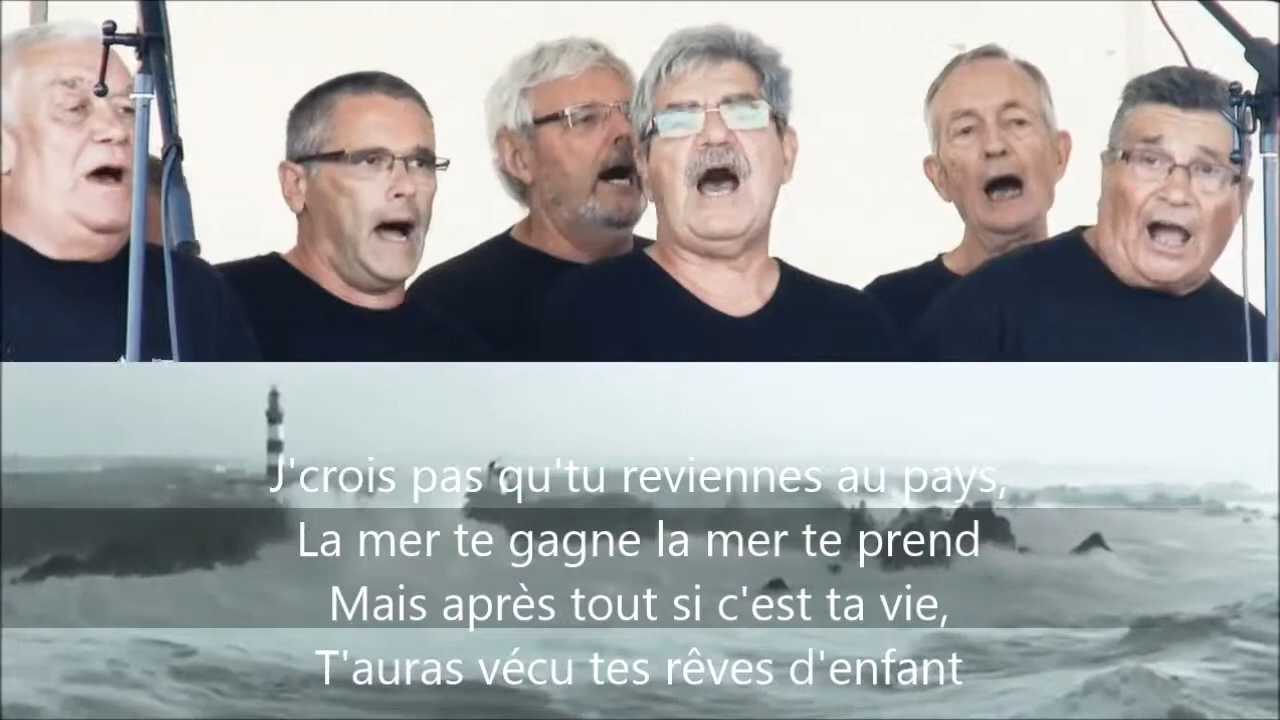 J'crois pas qu'tu reviennes au pays,
La mer te gagne la mer te prend
Mais après tout si c'est ta vie,
T'auras vécu tes rêves d'enfant